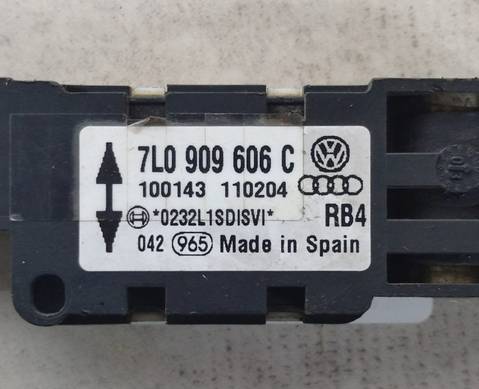 7L0 909 606 C
100143 110204
*0232L1SDISVI* RB4
042 965 Made in Spain